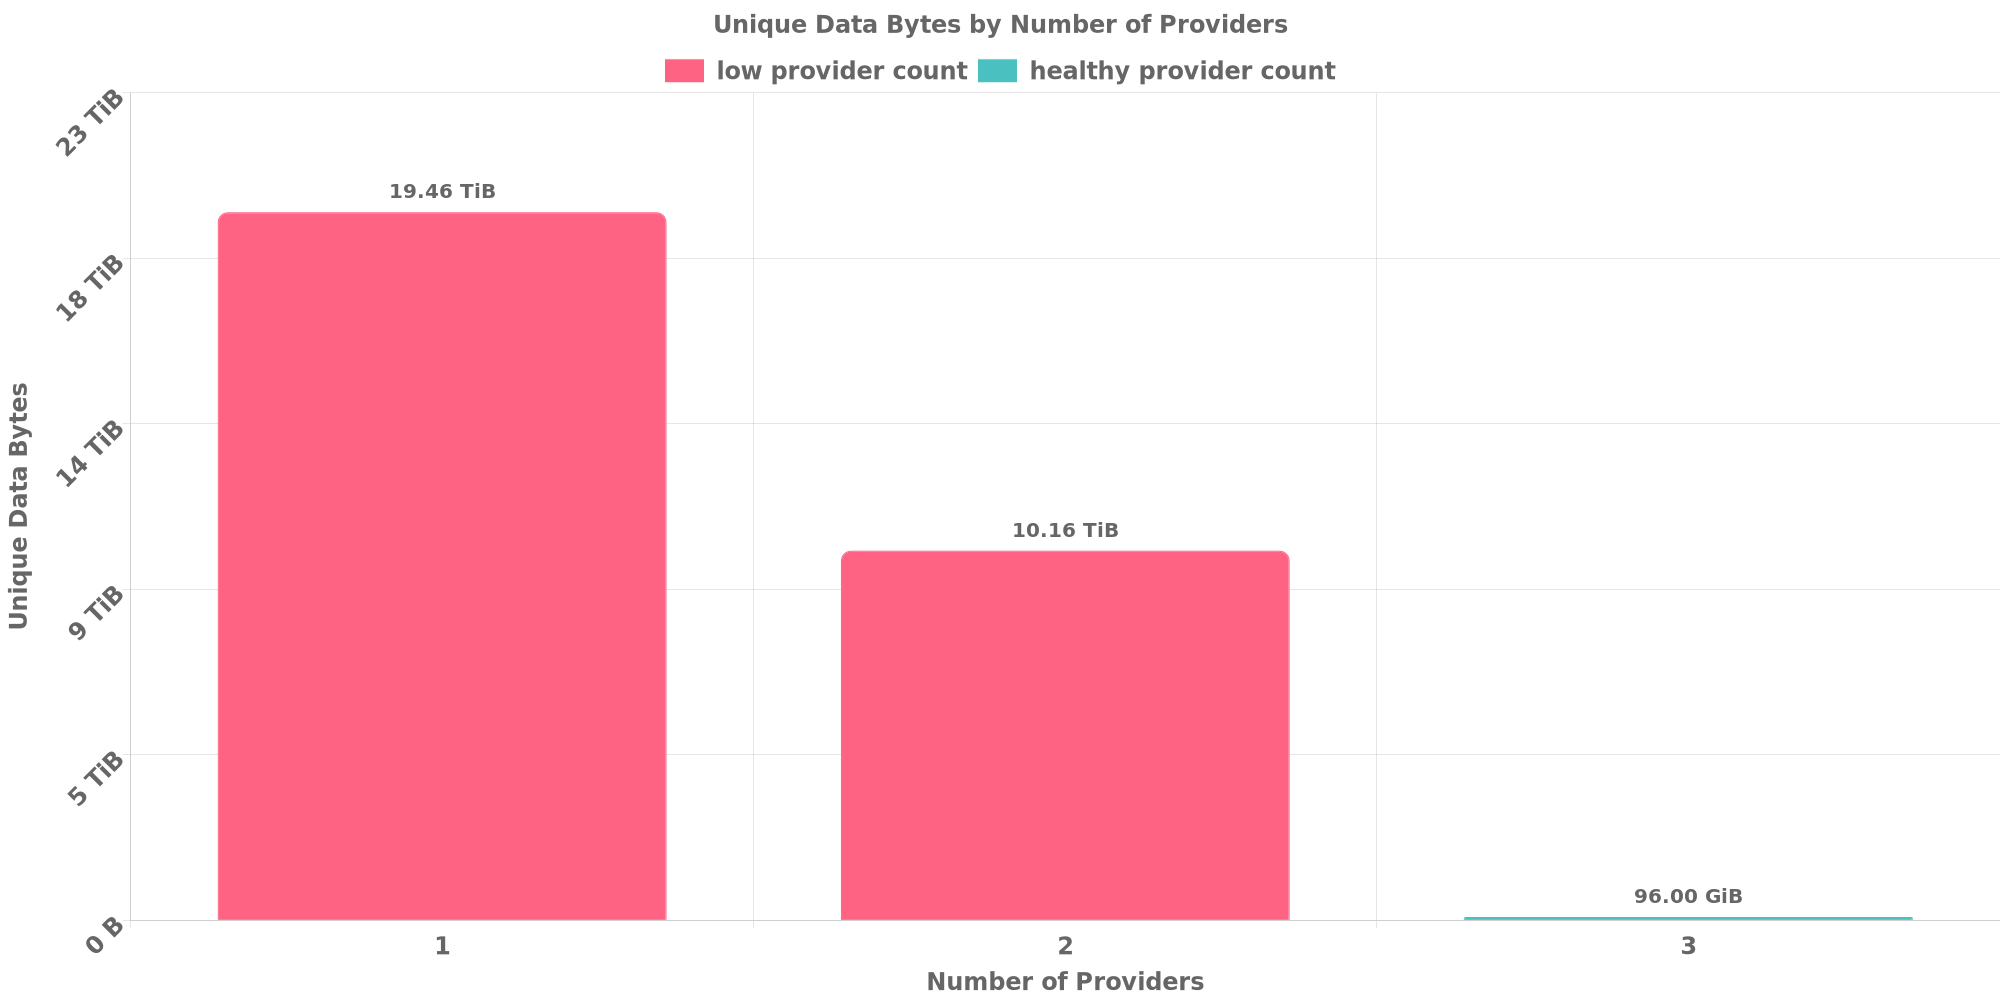 Unique Data Bytes by Number of Providers
low provider count healthy provider count
23 TiB
19.46 TiB
18 TiB
14 TiB
10.16 TiB
9 TiB
5 TiB
96.00 GiB
0 B
Unique Data Bytes
1 2 3
Number of Providers